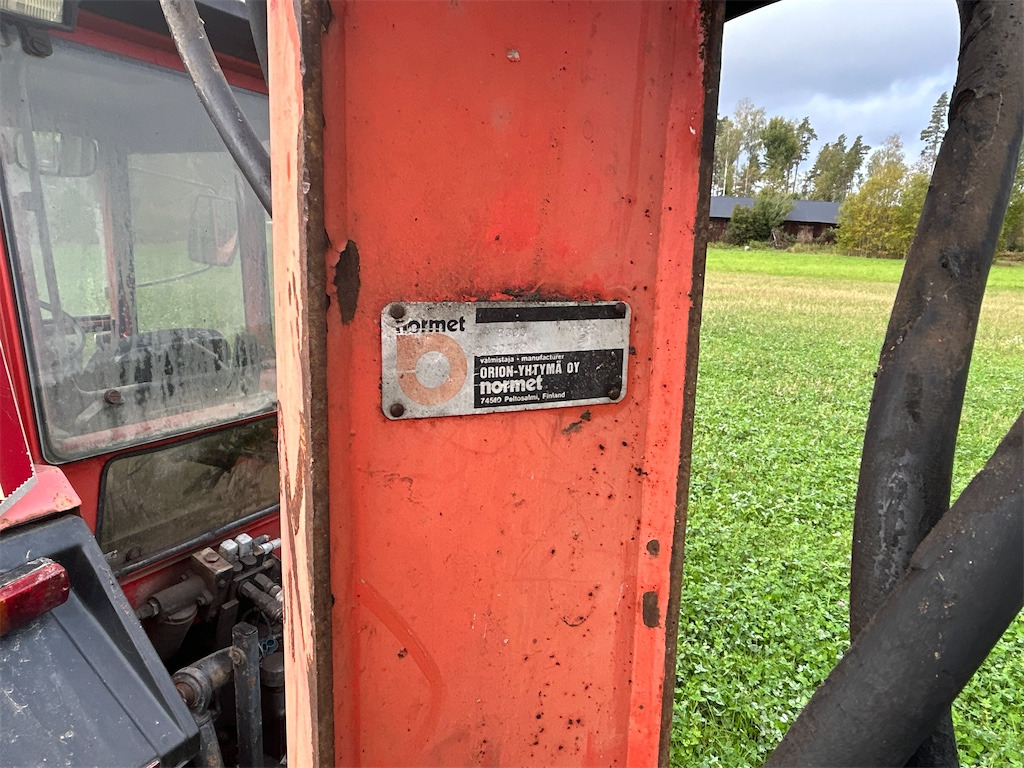 normet
valmistaja - manufacturer
ORION-YHTYMÄ OY
normet
74510 Peltosalmi, Finland